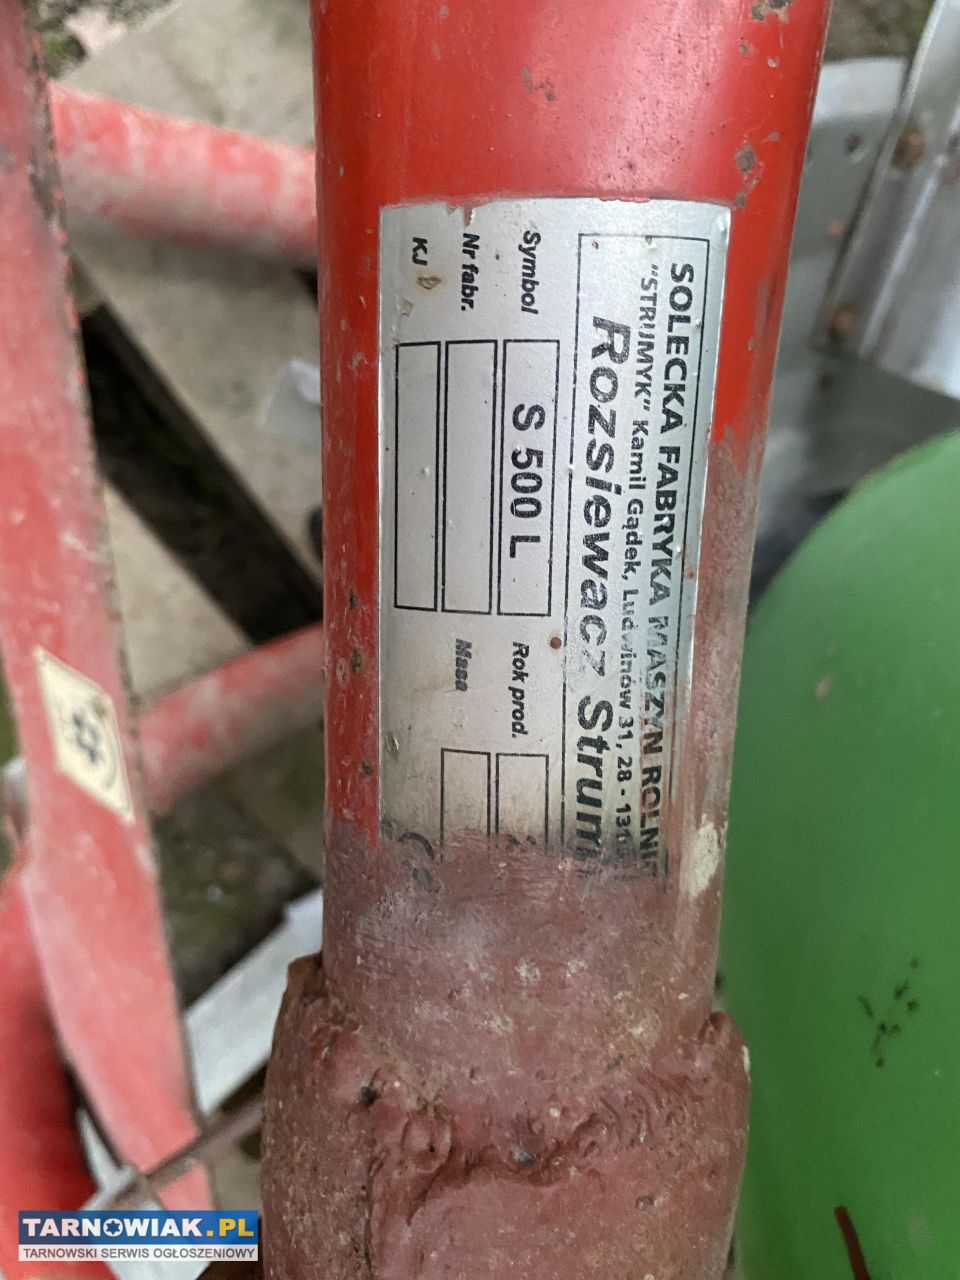 SOLECKA FABRYKA MASZYN ROLNI
"STRUMYK" Kamil Gądek, Ludwinów 31, 28 - 13
Rozsiewacz Strum
Symbol S 500 L Rok prod.
Nr fabr. Masa
KJ CE
TARNOWIAK.PL
TARNOWSKI SERWIS OGŁOSZENIOWY